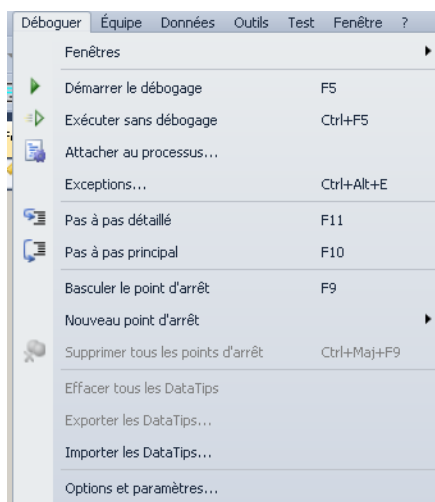 Déboguer Équipe Données Outils Test Fenêtre ?
Fenêtres
Démarrer le débogage F5
Exécuter sans débogage Ctrl+F5
Attacher au processus...
Exceptions... Ctrl+Alt+E
Pas à pas détaillé F11
Pas à pas principal F10
Basculer le point d'arrêt F9
Nouveau point d'arrêt
Supprimer tous les points d'arrêt Ctrl+Maj+F9
Effacer tous les DataTips
Exporter les DataTips...
Importer les DataTips...
Options et paramètres...